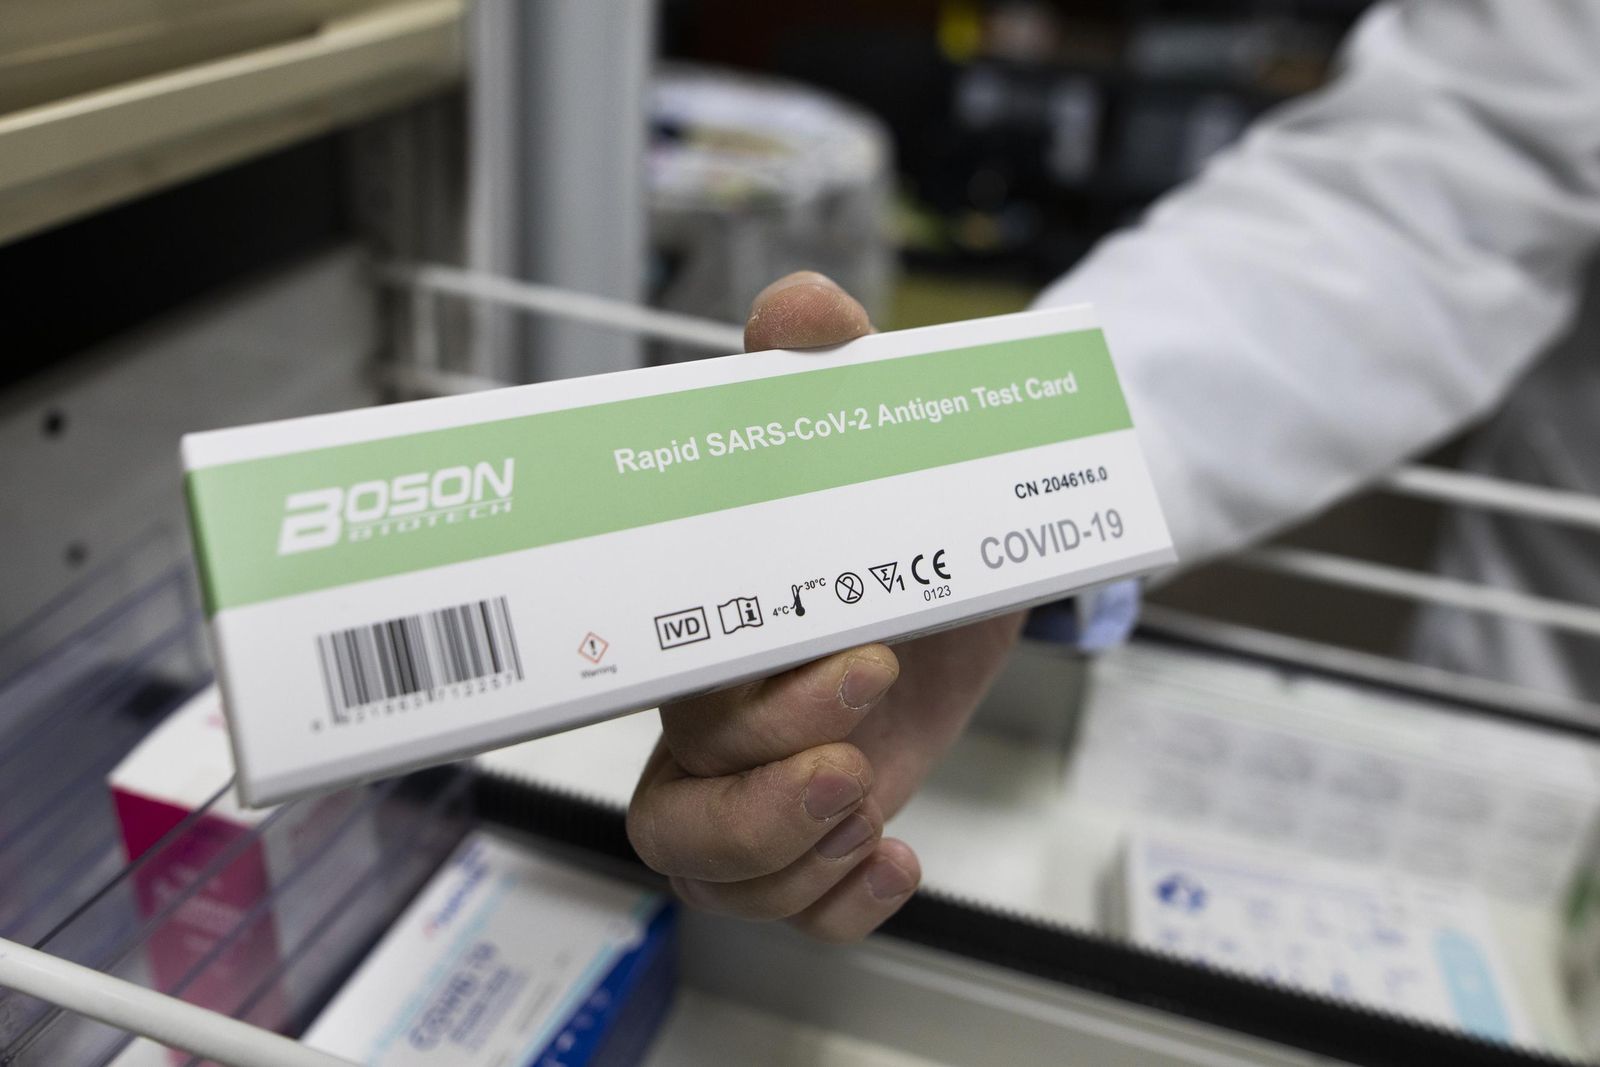 BOSON
BIOTECH
Rapid SARS-CoV-2 Antigen Test Card
CN 204616.0
COVID-19
Warning
IVD
i
4°C
30°C
2
Σ
1
CE
0123